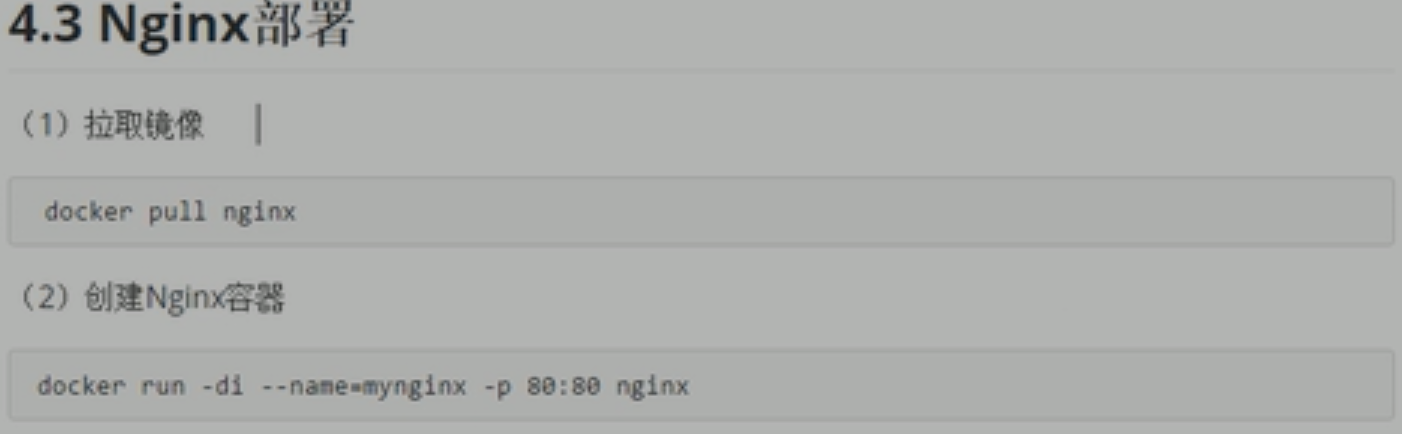 4.3 Nginx部署
（1）拉取镜像
docker pull nginx
（2）创建Nginx容器
docker run -di --name=mynginx -p 80:80 nginx